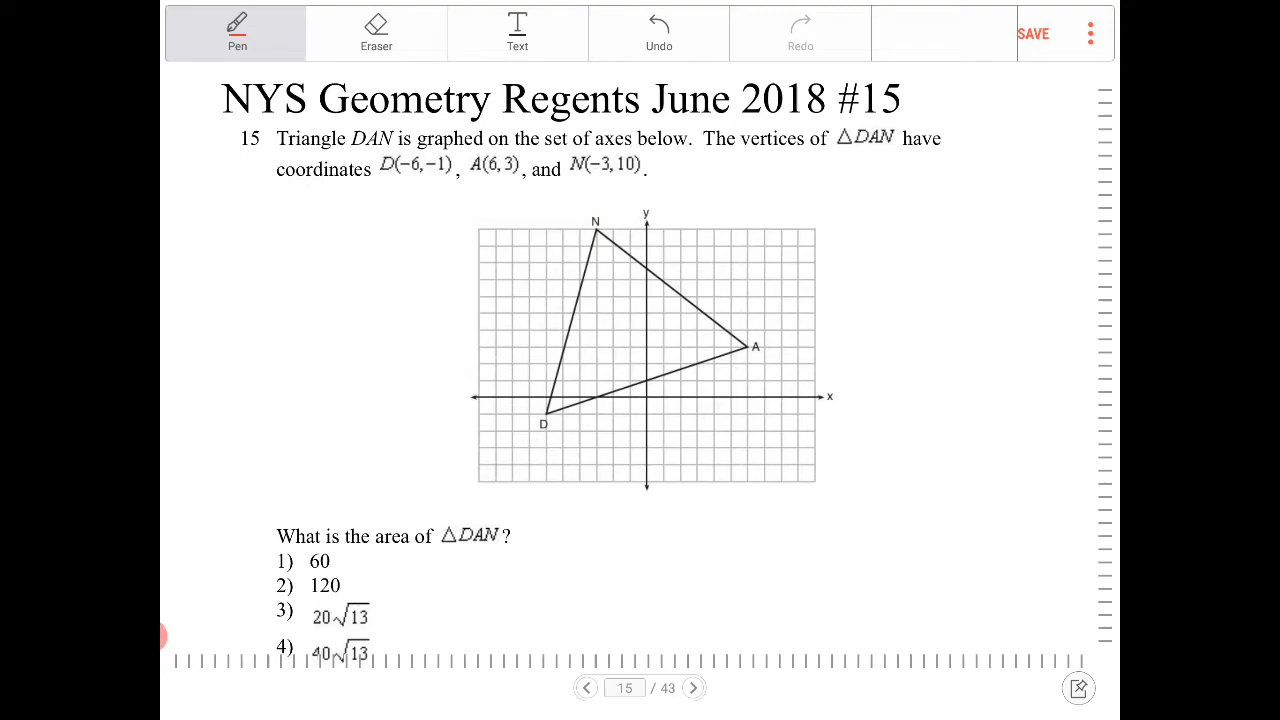 Pen Eraser Text Undo Redo SAVE
NYS Geometry Regents June 2018 #15
15 Triangle DAN is graphed on the set of axes below. The vertices of △DAN have
coordinates D(−6,−1), A(6,3), and N(−3,10).
y
N
A
x
D
What is the area of △DAN?
1) 60
2) 120
3) 20√13
4) 40√13
15 / 43